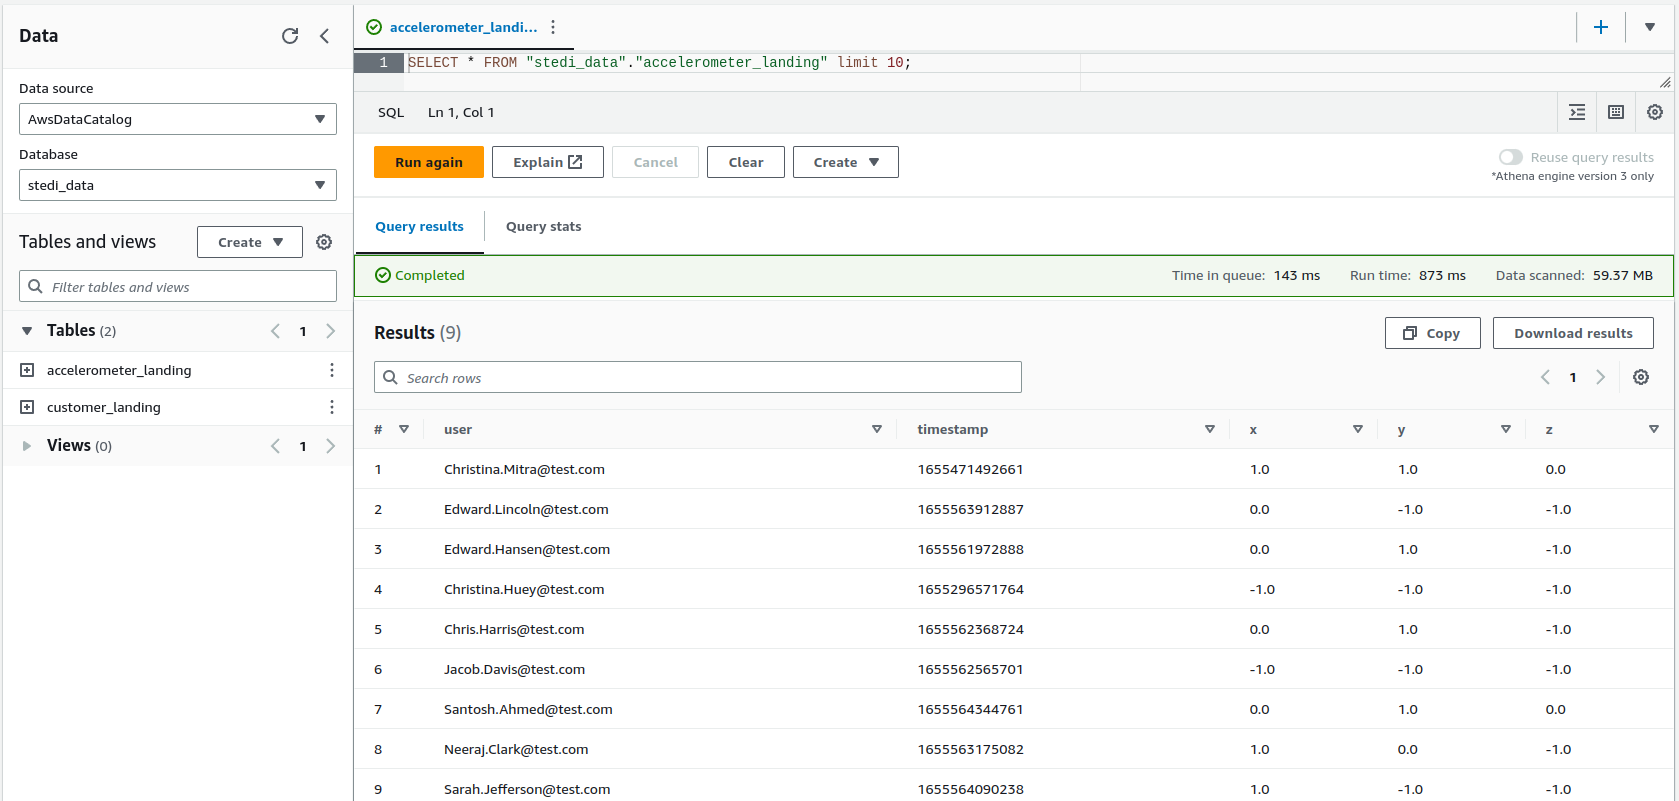 Data
Data source
AwsDataCatalog
Database
stedi_data
Tables and views
Create
Filter tables and views
Tables (2)
1
accelerometer_landing
customer_landing
Views (0)
1
accelerometer_landi...
1 SELECT * FROM "stedi_data"."accelerometer_landing" limit 10;
SQL Ln 1, Col 1
Run again Explain Cancel Clear Create
Reuse query results
*Athena engine version 3 only
Query results Query stats
Completed Time in queue: 143 ms Run time: 873 ms Data scanned: 59.37 MB
Results (9) Copy Download results
Search rows 1
# user timestamp x y z
1 Christina.Mitra@test.com 1655471492661 1.0 1.0 0.0
2 Edward.Lincoln@test.com 1655563912887 0.0 -1.0 -1.0
3 Edward.Hansen@test.com 1655561972888 0.0 1.0 -1.0
4 Christina.Huey@test.com 1655296571764 -1.0 -1.0 -1.0
5 Chris.Harris@test.com 1655562368724 0.0 1.0 -1.0
6 Jacob.Davis@test.com 1655562565701 -1.0 -1.0 -1.0
7 Santosh.Ahmed@test.com 1655564344761 0.0 1.0 0.0
8 Neeraj.Clark@test.com 1655563175082 1.0 0.0 -1.0
9 Sarah.Jefferson@test.com 1655564090238 1.0 -1.0 -1.0